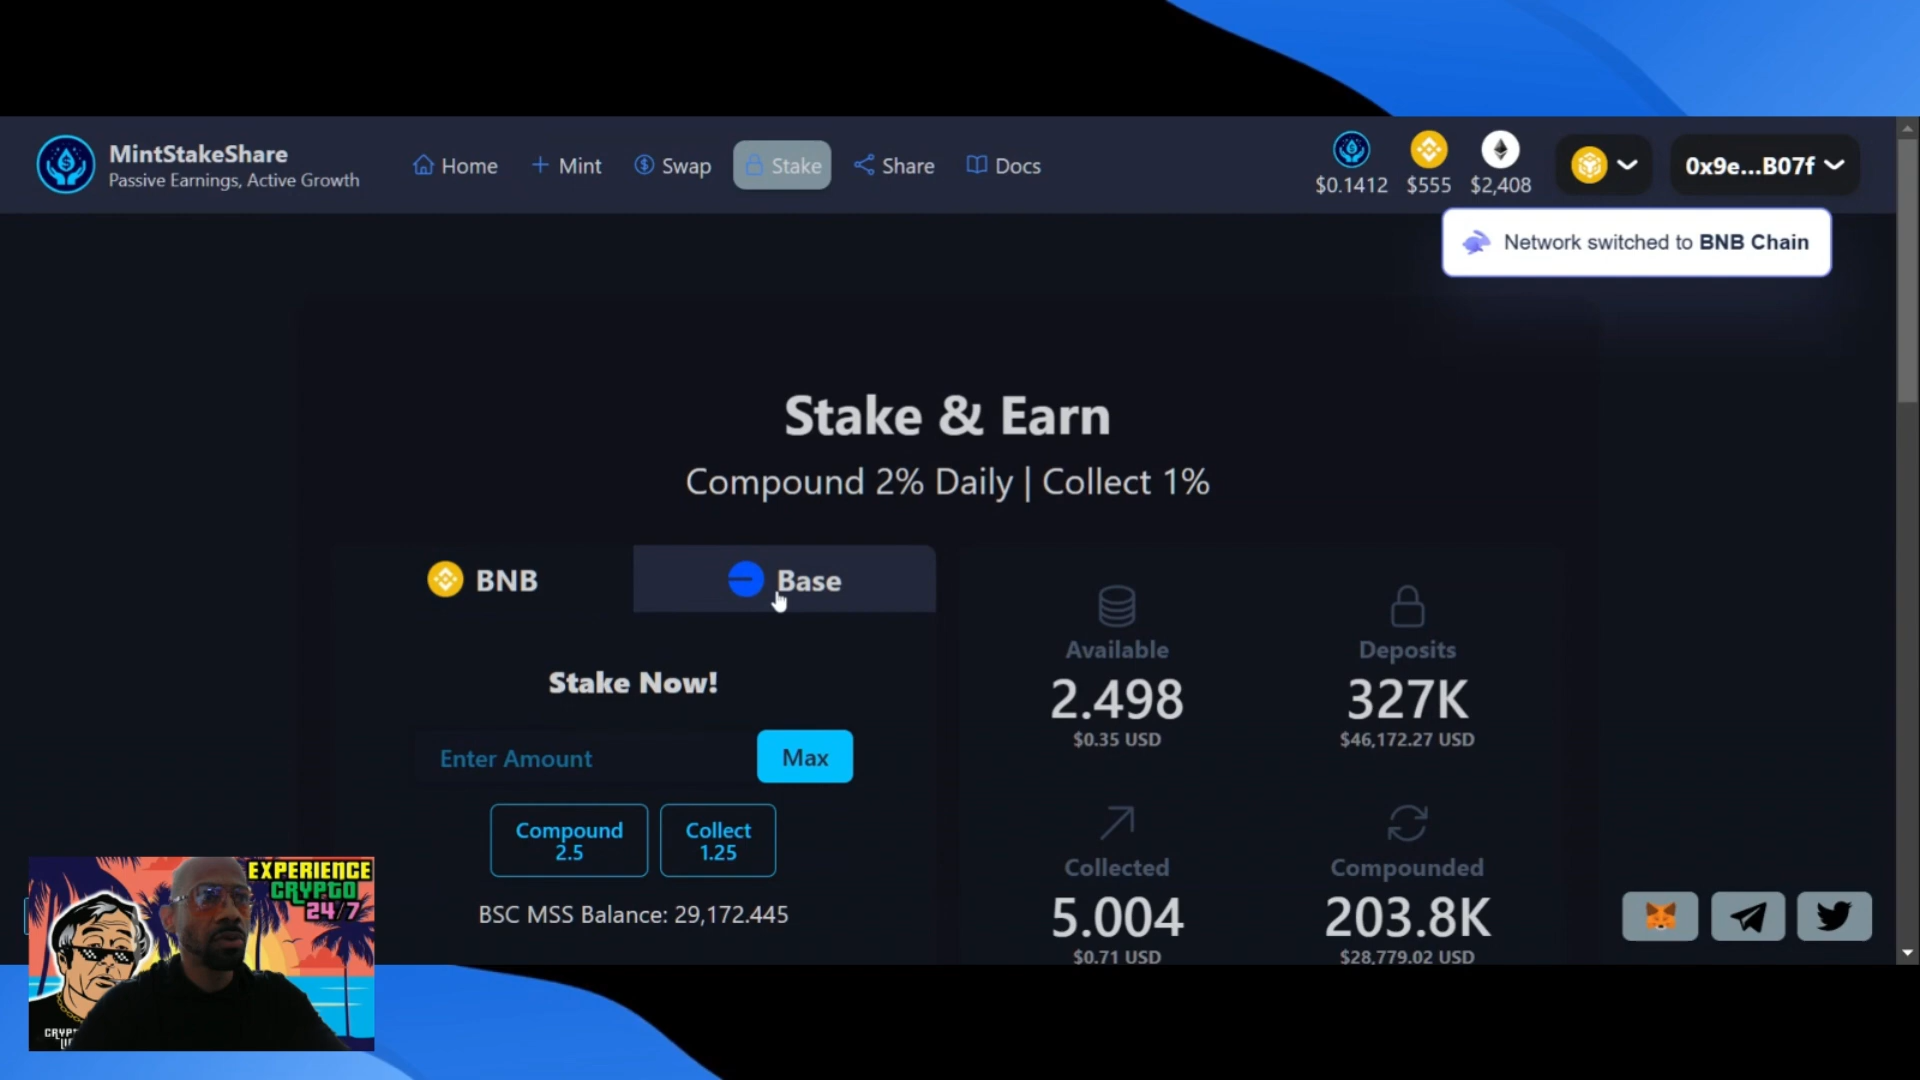 MintStakeShare
Passive Earnings, Active Growth
Home
Mint
Swap
Stake
Share
Docs
$0.1412
$555
$2,408
0x9e...B07f
Network switched to BNB Chain
Stake & Earn
Compound 2% Daily | Collect 1%
BNB
Base
Stake Now!
Enter Amount
Max
Compound
2.5
Collect
1.25
BSC MSS Balance: 29,172.445
Available
2.498
$0.35 USD
Deposits
327K
$46,172.27 USD
Collected
5.004
$0.71 USD
Compounded
203.8K
$28,779.02 USD
EXPERIENCE
CRYPTO
24/7